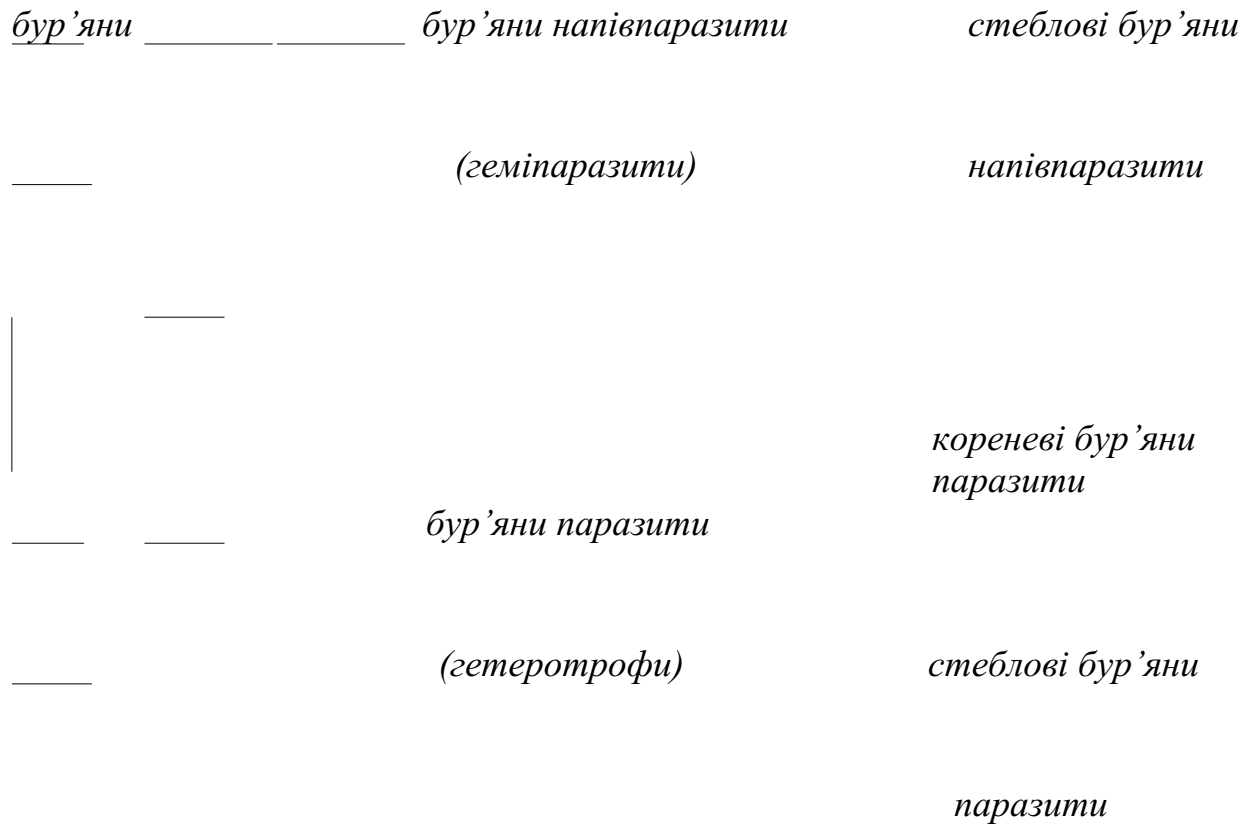 бур’яни бур’яни напівпаразити стеблові бур’яни
(геміпаразити) напівпаразити
кореневі бур’яни
паразити
бур’яни паразити
(гетеротрофи) стеблові бур’яни
паразити